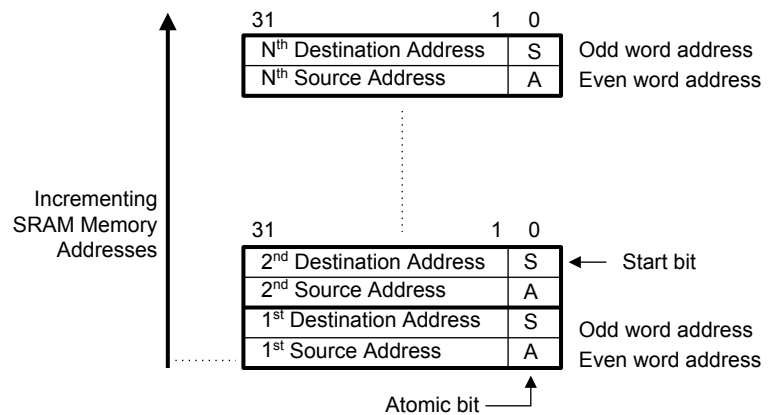 31 1 0
Nth Destination Address S Odd word address
Nth Source Address A Even word address
Incrementing
SRAM Memory
Addresses
31 1 0
2nd Destination Address S Start bit
2nd Source Address A
1st Destination Address S Odd word address
1st Source Address A Even word address
Atomic bit